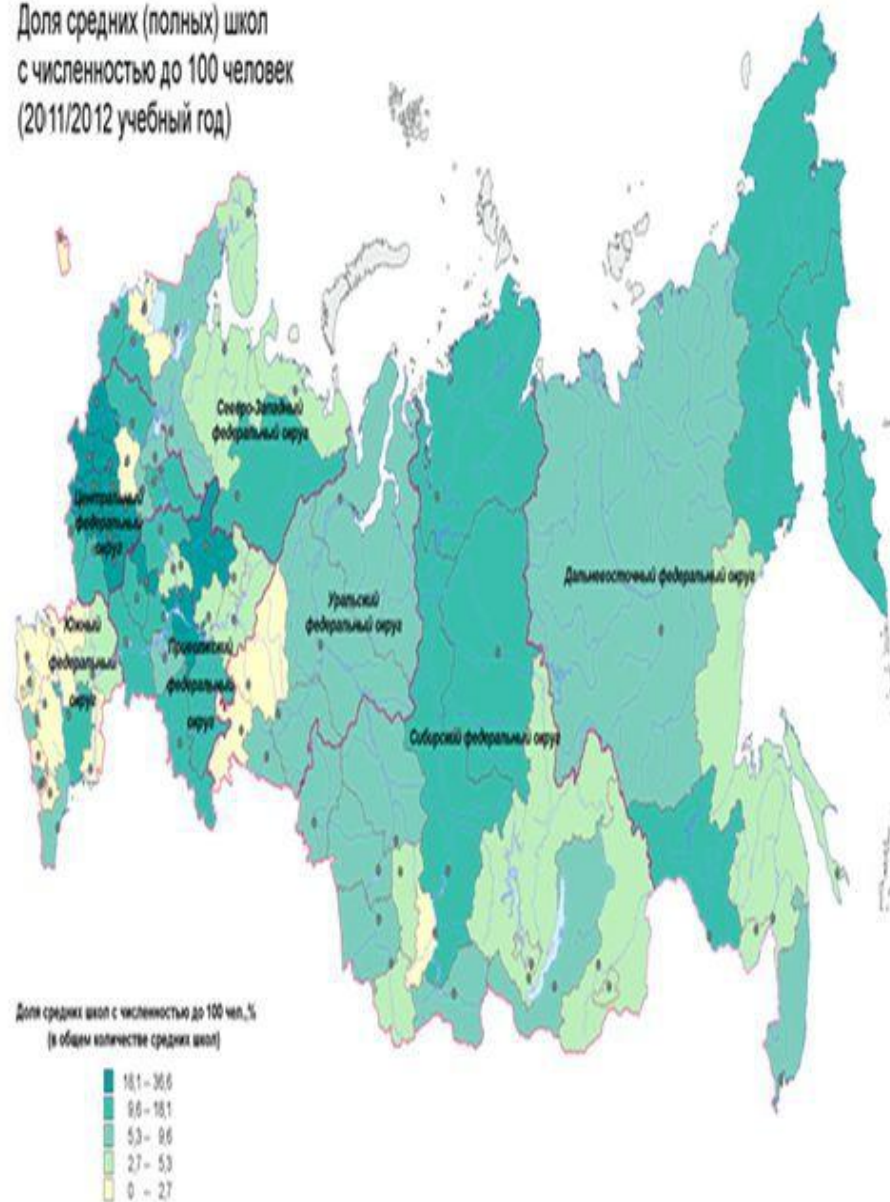 Доля средних (полных) школ
с численностью до 100 человек
(2011/2012 учебный год)
Северо-Западный
федеральный округ
Центральный
федеральный
округ
Южный
федеральный
округ
Приволжский
федеральный
округ
Уральский
федеральный округ
Сибирский федеральный округ
Дальневосточный федеральный округ
Доля средних школ с численностью до 100 чел.,%
(в общем количестве средних школ)
18,1 – 36,6
9,6 – 18,1
5,3 – 9,6
2,7 – 5,3
0 – 2,7